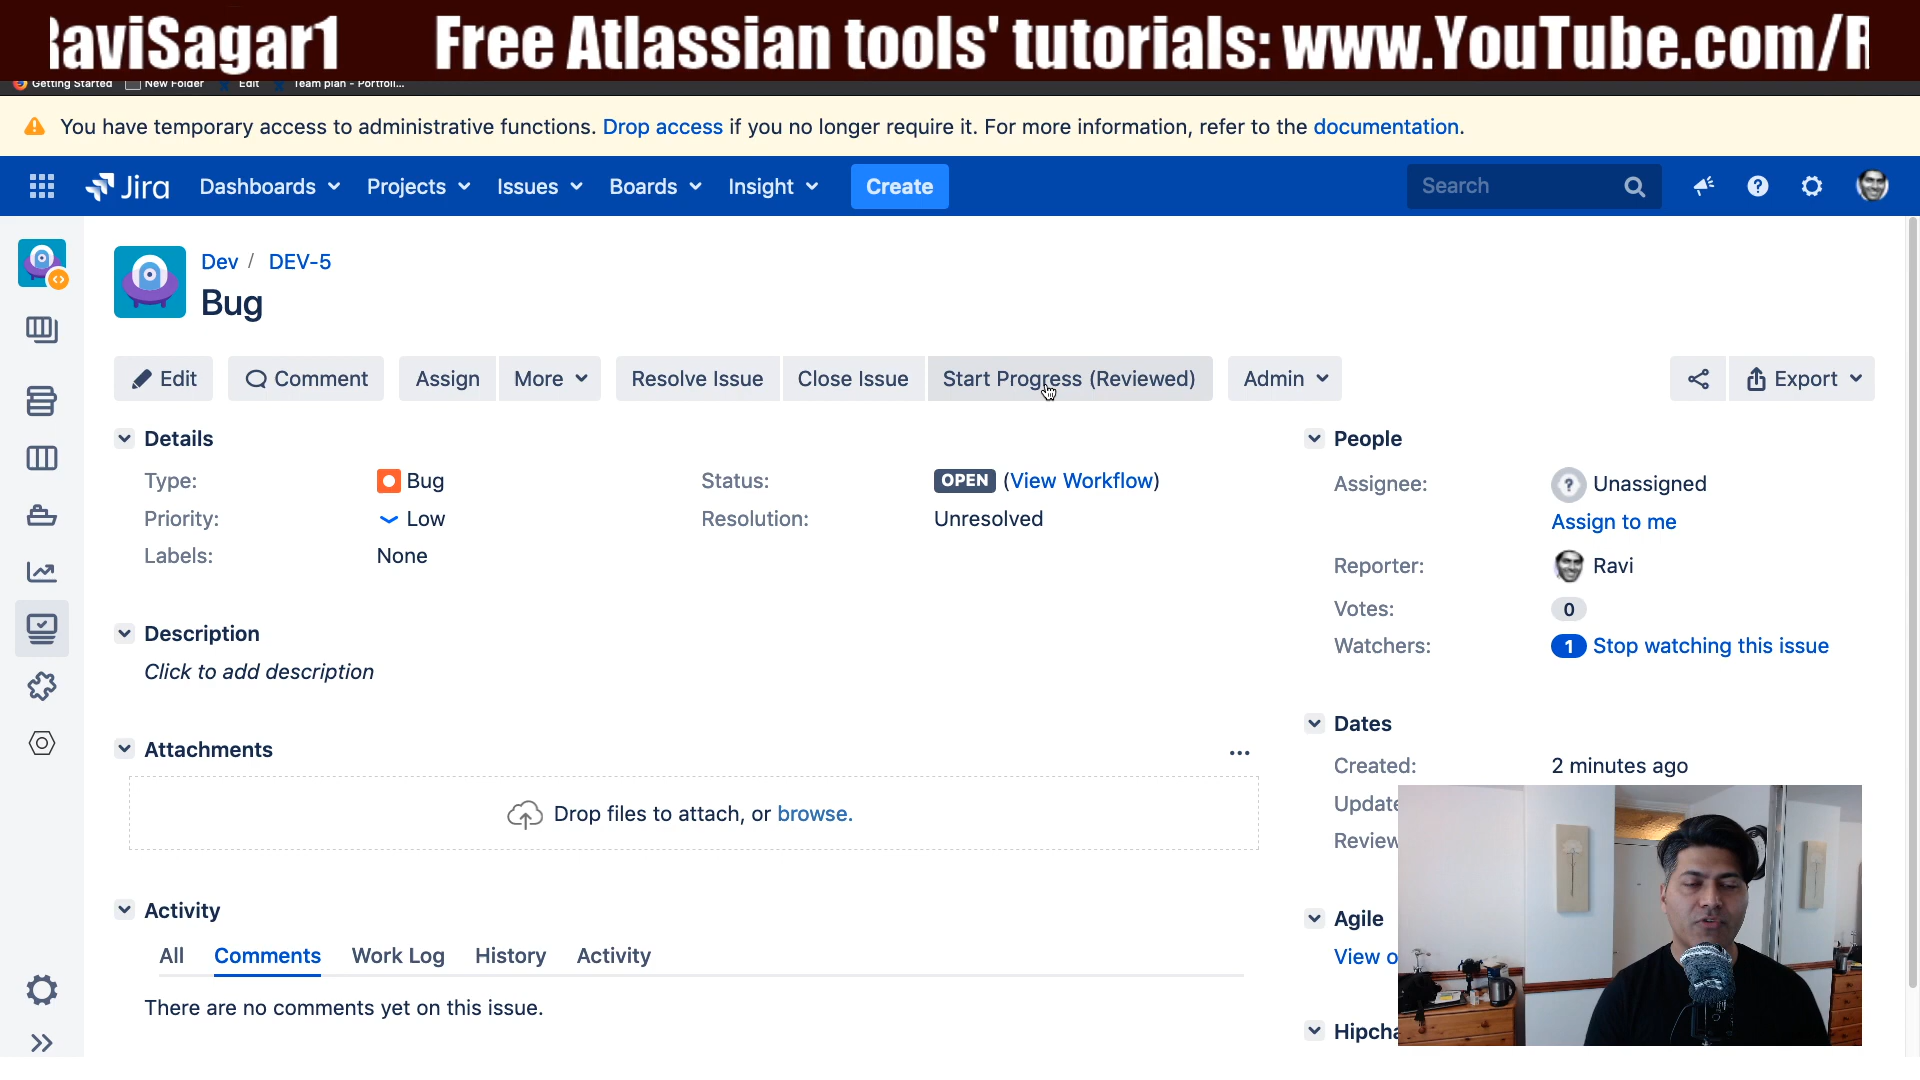 RaviSagar1 Free Atlassian tools' tutorials: www.YouTube.com/R
Getting Started New Folder Edit Team plan - Portfoli...
You have temporary access to administrative functions. Drop access if you no longer require it. For more information, refer to the documentation.
Jira Dashboards Projects Issues Boards Insight Create Search
Dev / DEV-5
Bug
Edit Comment Assign More Resolve Issue Close Issue Start Progress (Reviewed) Admin Export
Details
Type: Bug Status: OPEN (View Workflow)
Priority: Low Resolution: Unresolved
Labels: None
Description
Click to add description
Attachments
Drop files to attach, or browse.
Activity
All Comments Work Log History Activity
There are no comments yet on this issue.
People
Assignee: Unassigned
Assign to me
Reporter: Ravi
Votes: 0
Watchers: 1 Stop watching this issue
Dates
Created: 2 minutes ago
Update
Review
Agile
View o
Hipcha